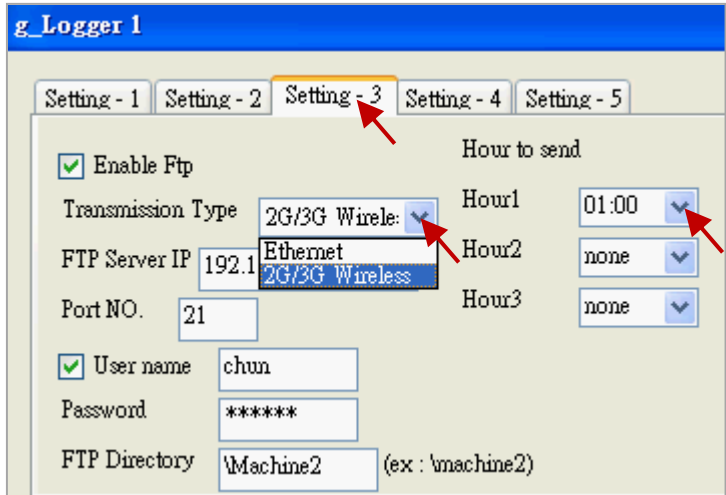 g_Logger 1
Setting - 1 Setting - 2 Setting - 3 Setting - 4 Setting - 5
Enable Ftp
Hour to send
Transmission Type 2G/3G Wirele:
Hour1 01:00
FTP Server IP 192.1
Ethernet
2G/3G Wireless
Hour2 none
Port NO. 21
Hour3 none
User name chun
Password ******
FTP Directory \Machine2 (ex : \machine2)